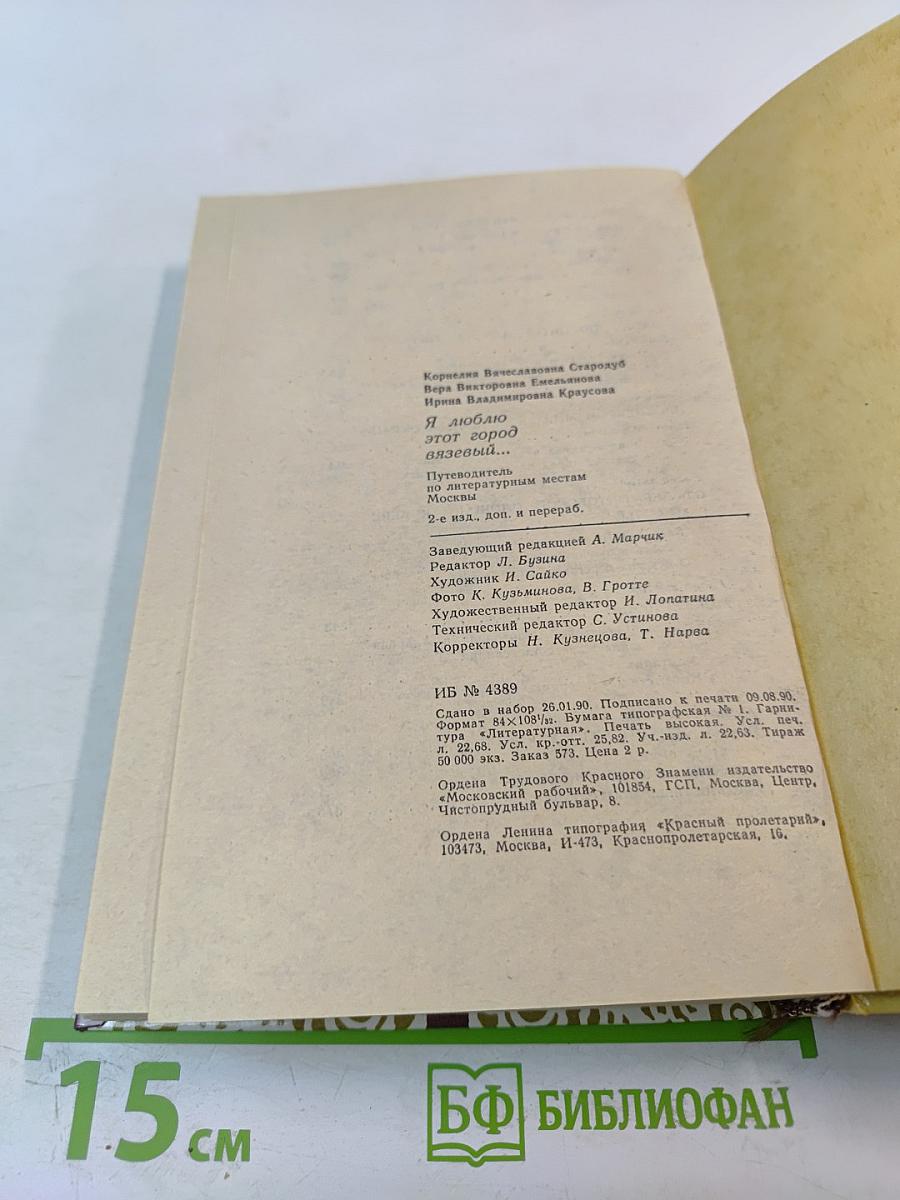 Корнелия Вячеславовна Стародуб
Вера Викторовна Емельянова
Ирина Владимировна Краусова
Я люблю
этот город
вязевый...
Путеводитель
по литературным местам
Москвы
2-е изд., доп. и перераб.
Заведующий редакцией А. Марчик
Редактор Л. Бузина
Художник И. Сайко
Фото К. Кузьминова, В. Гротте
Художественный редактор И. Лопатина
Технический редактор С. Устинова
Корректоры Н. Кузнецова, Т. Нарва
ИБ № 4389
Сдано в набор 26.01.90. Подписано к печати 09.08.90.
Формат 84×108¹/₃₂. Бумага типографская № 1. Гарни-
тура «Литературная». Печать высокая. Усл. печ.
л. 22,68. Усл. кр.-отт. 25,82. Уч.-изд. л. 22,63. Тираж
50 000 экз. Заказ 573. Цена 2 р.
Ордена Трудового Красного Знамени издательство
«Московский рабочий», 101854, ГСП, Москва, Центр,
Чистопрудный бульвар, 8.
Ордена Ленина типография «Красный пролетарий»,
103473, Москва, И-473, Краснопролетарская, 16.
15 см
БФ БИБЛИОФАН